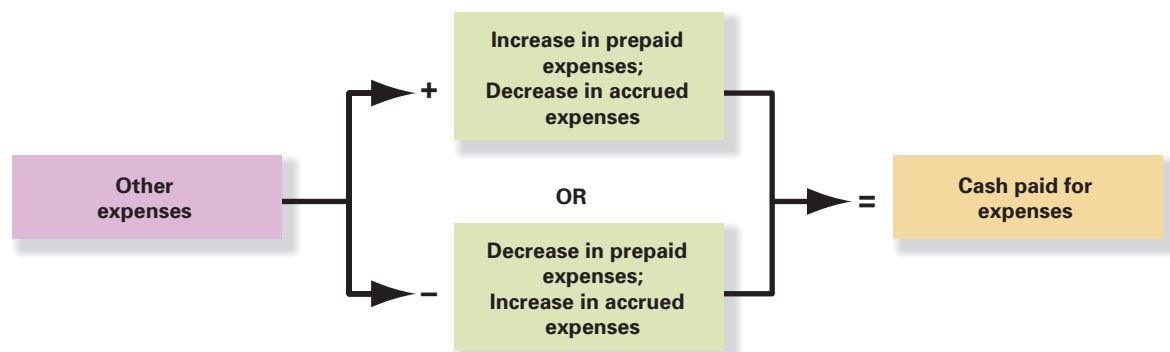 Other
expenses
+
Increase in prepaid
expenses;
Decrease in accrued
expenses
OR
–
Decrease in prepaid
expenses;
Increase in accrued
expenses
=
Cash paid for
expenses